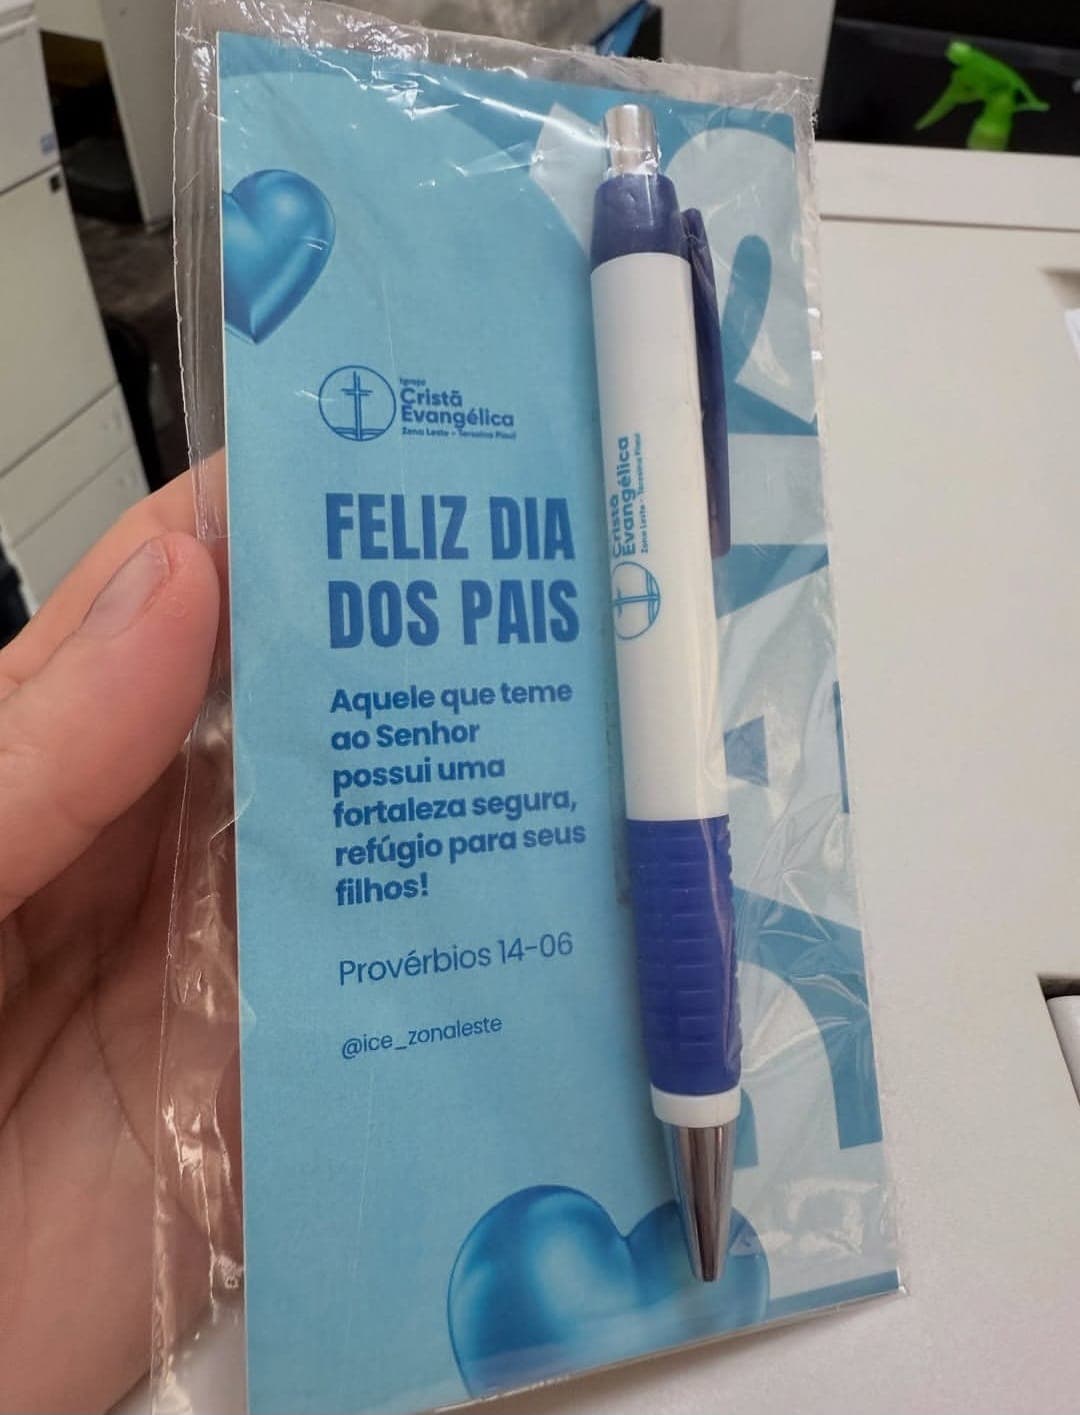 Igreja
Cristã
Evangélica
Zona Leste - Teresina Piauí
FELIZ DIA
DOS PAIS
Aquele que teme
ao Senhor
possui uma
fortaleza segura,
refúgio para seus
filhos!
Provérbios 14-06
@ice_zonaleste
Cristã
Evangélica
Zona Leste - Teresina Piauí